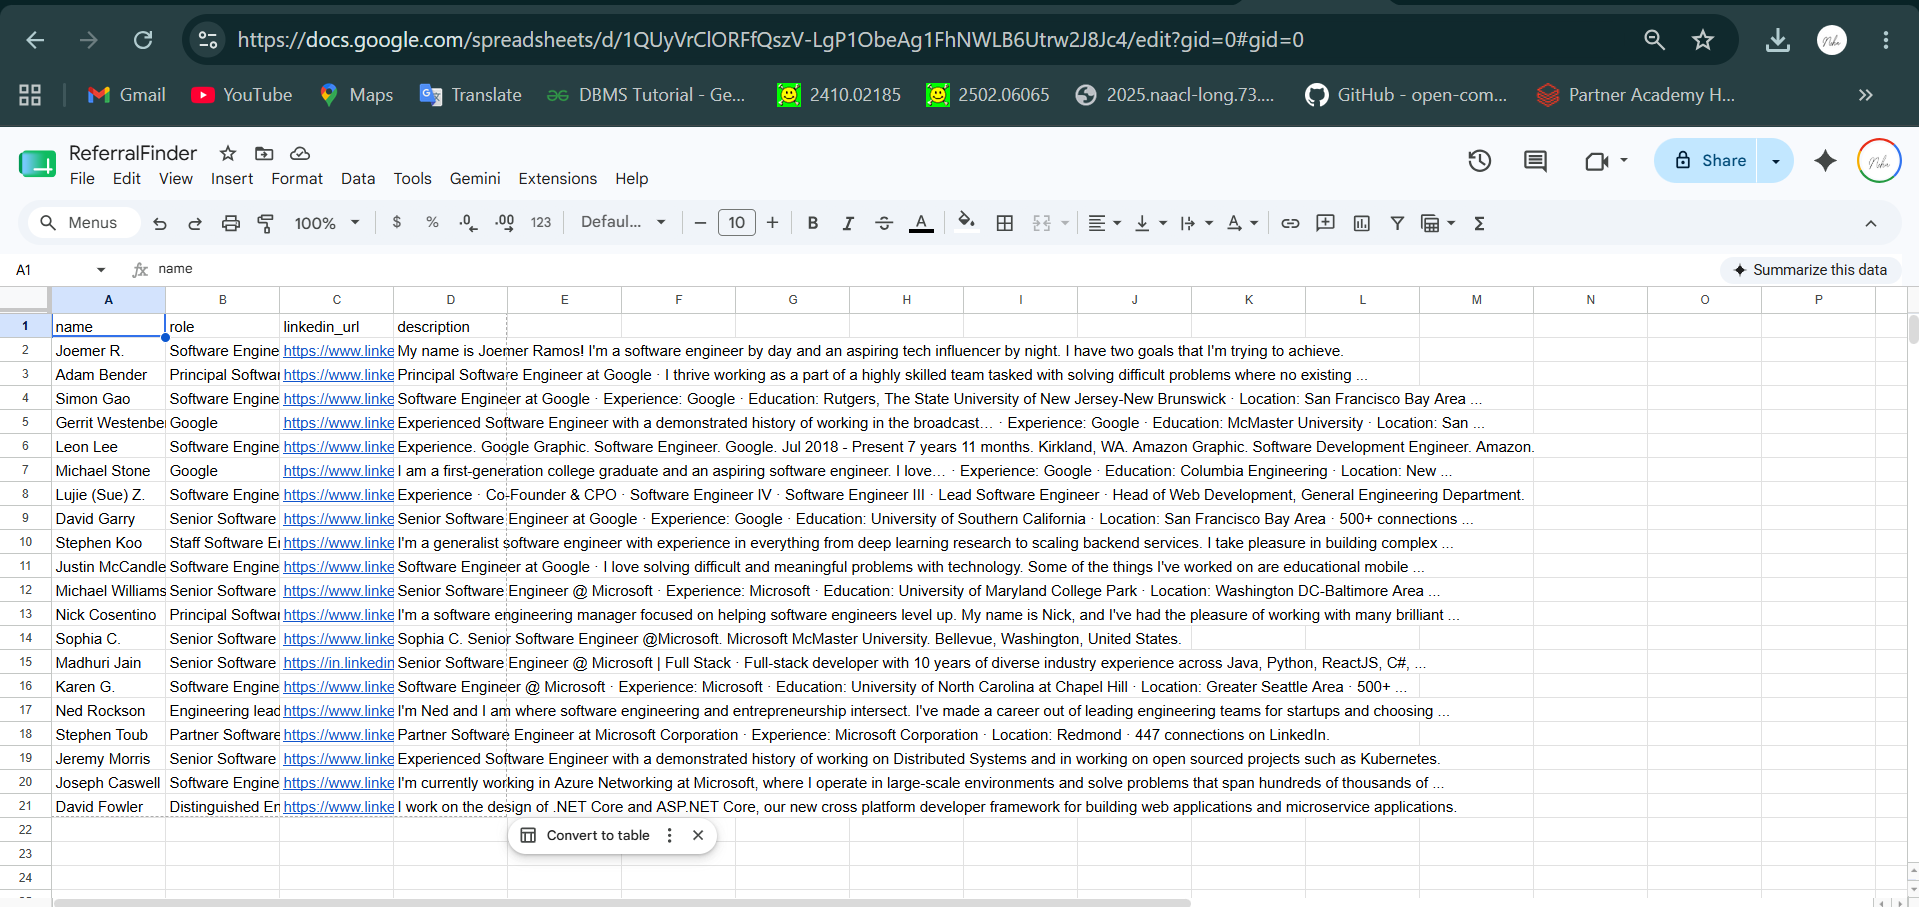 https://docs.google.com/spreadsheets/d/1QUyVrClORFfQszV-LgP1ObeAg1FhNWLB6Utrw2J8Jc4/edit?gid=0#gid=0
Gmail YouTube Maps Translate DBMS Tutorial - Ge... 2410.02185 2502.06065 2025.naacl-long.73.... GitHub - open-com... Partner Academy H...
ReferralFinder
File Edit View Insert Format Data Tools Gemini Extensions Help
Share
Menus 100% $ % .0 .00 123 Defaul... 10 B I A
A1 name
Summarize this data
A B C D E F G H I J K L M N O P
1 name role linkedin_url description
2 Joemer R. Software Engine https://www.linke My name is Joemer Ramos! I'm a software engineer by day and an aspiring tech influencer by night. I have two goals that I'm trying to achieve.
3 Adam Bender Principal Softwar https://www.linke Principal Software Engineer at Google · I thrive working as a part of a highly skilled team tasked with solving difficult problems where no existing ...
4 Simon Gao Software Engine https://www.linke Software Engineer at Google · Experience: Google · Education: Rutgers, The State University of New Jersey-New Brunswick · Location: San Francisco Bay Area ...
5 Gerrit Westenbe Google https://www.linke Experienced Software Engineer with a demonstrated history of working in the broadcast… · Experience: Google · Education: McMaster University · Location: San ...
6 Leon Lee Software Engine https://www.linke Experience. Google Graphic. Software Engineer. Google. Jul 2018 - Present 7 years 11 months. Kirkland, WA. Amazon Graphic. Software Development Engineer. Amazon.
7 Michael Stone Google https://www.linke I am a first-generation college graduate and an aspiring software engineer. I love… · Experience: Google · Education: Columbia Engineering · Location: New ...
8 Lujie (Sue) Z. Software Engine https://www.linke Experience · Co-Founder & CPO · Software Engineer IV · Software Engineer III · Lead Software Engineer · Head of Web Development, General Engineering Department.
9 David Garry Senior Software https://www.linke Senior Software Engineer at Google · Experience: Google · Education: University of Southern California · Location: San Francisco Bay Area · 500+ connections ...
10 Stephen Koo Staff Software E https://www.linke I'm a generalist software engineer with experience in everything from deep learning research to scaling backend services. I take pleasure in building complex ...
11 Justin McCandle Software Engine https://www.linke Software Engineer at Google · I love solving difficult and meaningful problems with technology. Some of the things I've worked on are educational mobile ...
12 Michael Williams Senior Software https://www.linke Senior Software Engineer @ Microsoft · Experience: Microsoft · Education: University of Maryland College Park · Location: Washington DC-Baltimore Area ...
13 Nick Cosentino Principal Softwar https://www.linke I'm a software engineering manager focused on helping software engineers level up. My name is Nick, and I've had the pleasure of working with many brilliant ...
14 Sophia C. Senior Software https://www.linke Sophia C. Senior Software Engineer @Microsoft. Microsoft McMaster University. Bellevue, Washington, United States.
15 Madhuri Jain Senior Software https://in.linkedin Senior Software Engineer @ Microsoft | Full Stack · Full-stack developer with 10 years of diverse industry experience across Java, Python, ReactJS, C#, ...
16 Karen G. Software Engine https://www.linke Software Engineer @ Microsoft · Experience: Microsoft · Education: University of North Carolina at Chapel Hill · Location: Greater Seattle Area · 500+ ...
17 Ned Rockson Engineering lead https://www.linke I'm Ned and I am where software engineering and entrepreneurship intersect. I've made a career out of leading engineering teams for startups and choosing ...
18 Stephen Toub Partner Software https://www.linke Partner Software Engineer at Microsoft Corporation · Experience: Microsoft Corporation · Location: Redmond · 447 connections on LinkedIn.
19 Jeremy Morris Senior Software https://www.linke Experienced Software Engineer with a demonstrated history of working on Distributed Systems and in working on open sourced projects such as Kubernetes.
20 Joseph Caswell Software Engine https://www.linke I'm currently working in Azure Networking at Microsoft, where I operate in large-scale environments and solve problems that span hundreds of thousands of ...
21 David Fowler Distinguished En https://www.linke I work on the design of .NET Core and ASP.NET Core, our new cross platform developer framework for building web applications and microservice applications.
22
Convert to table
23
24